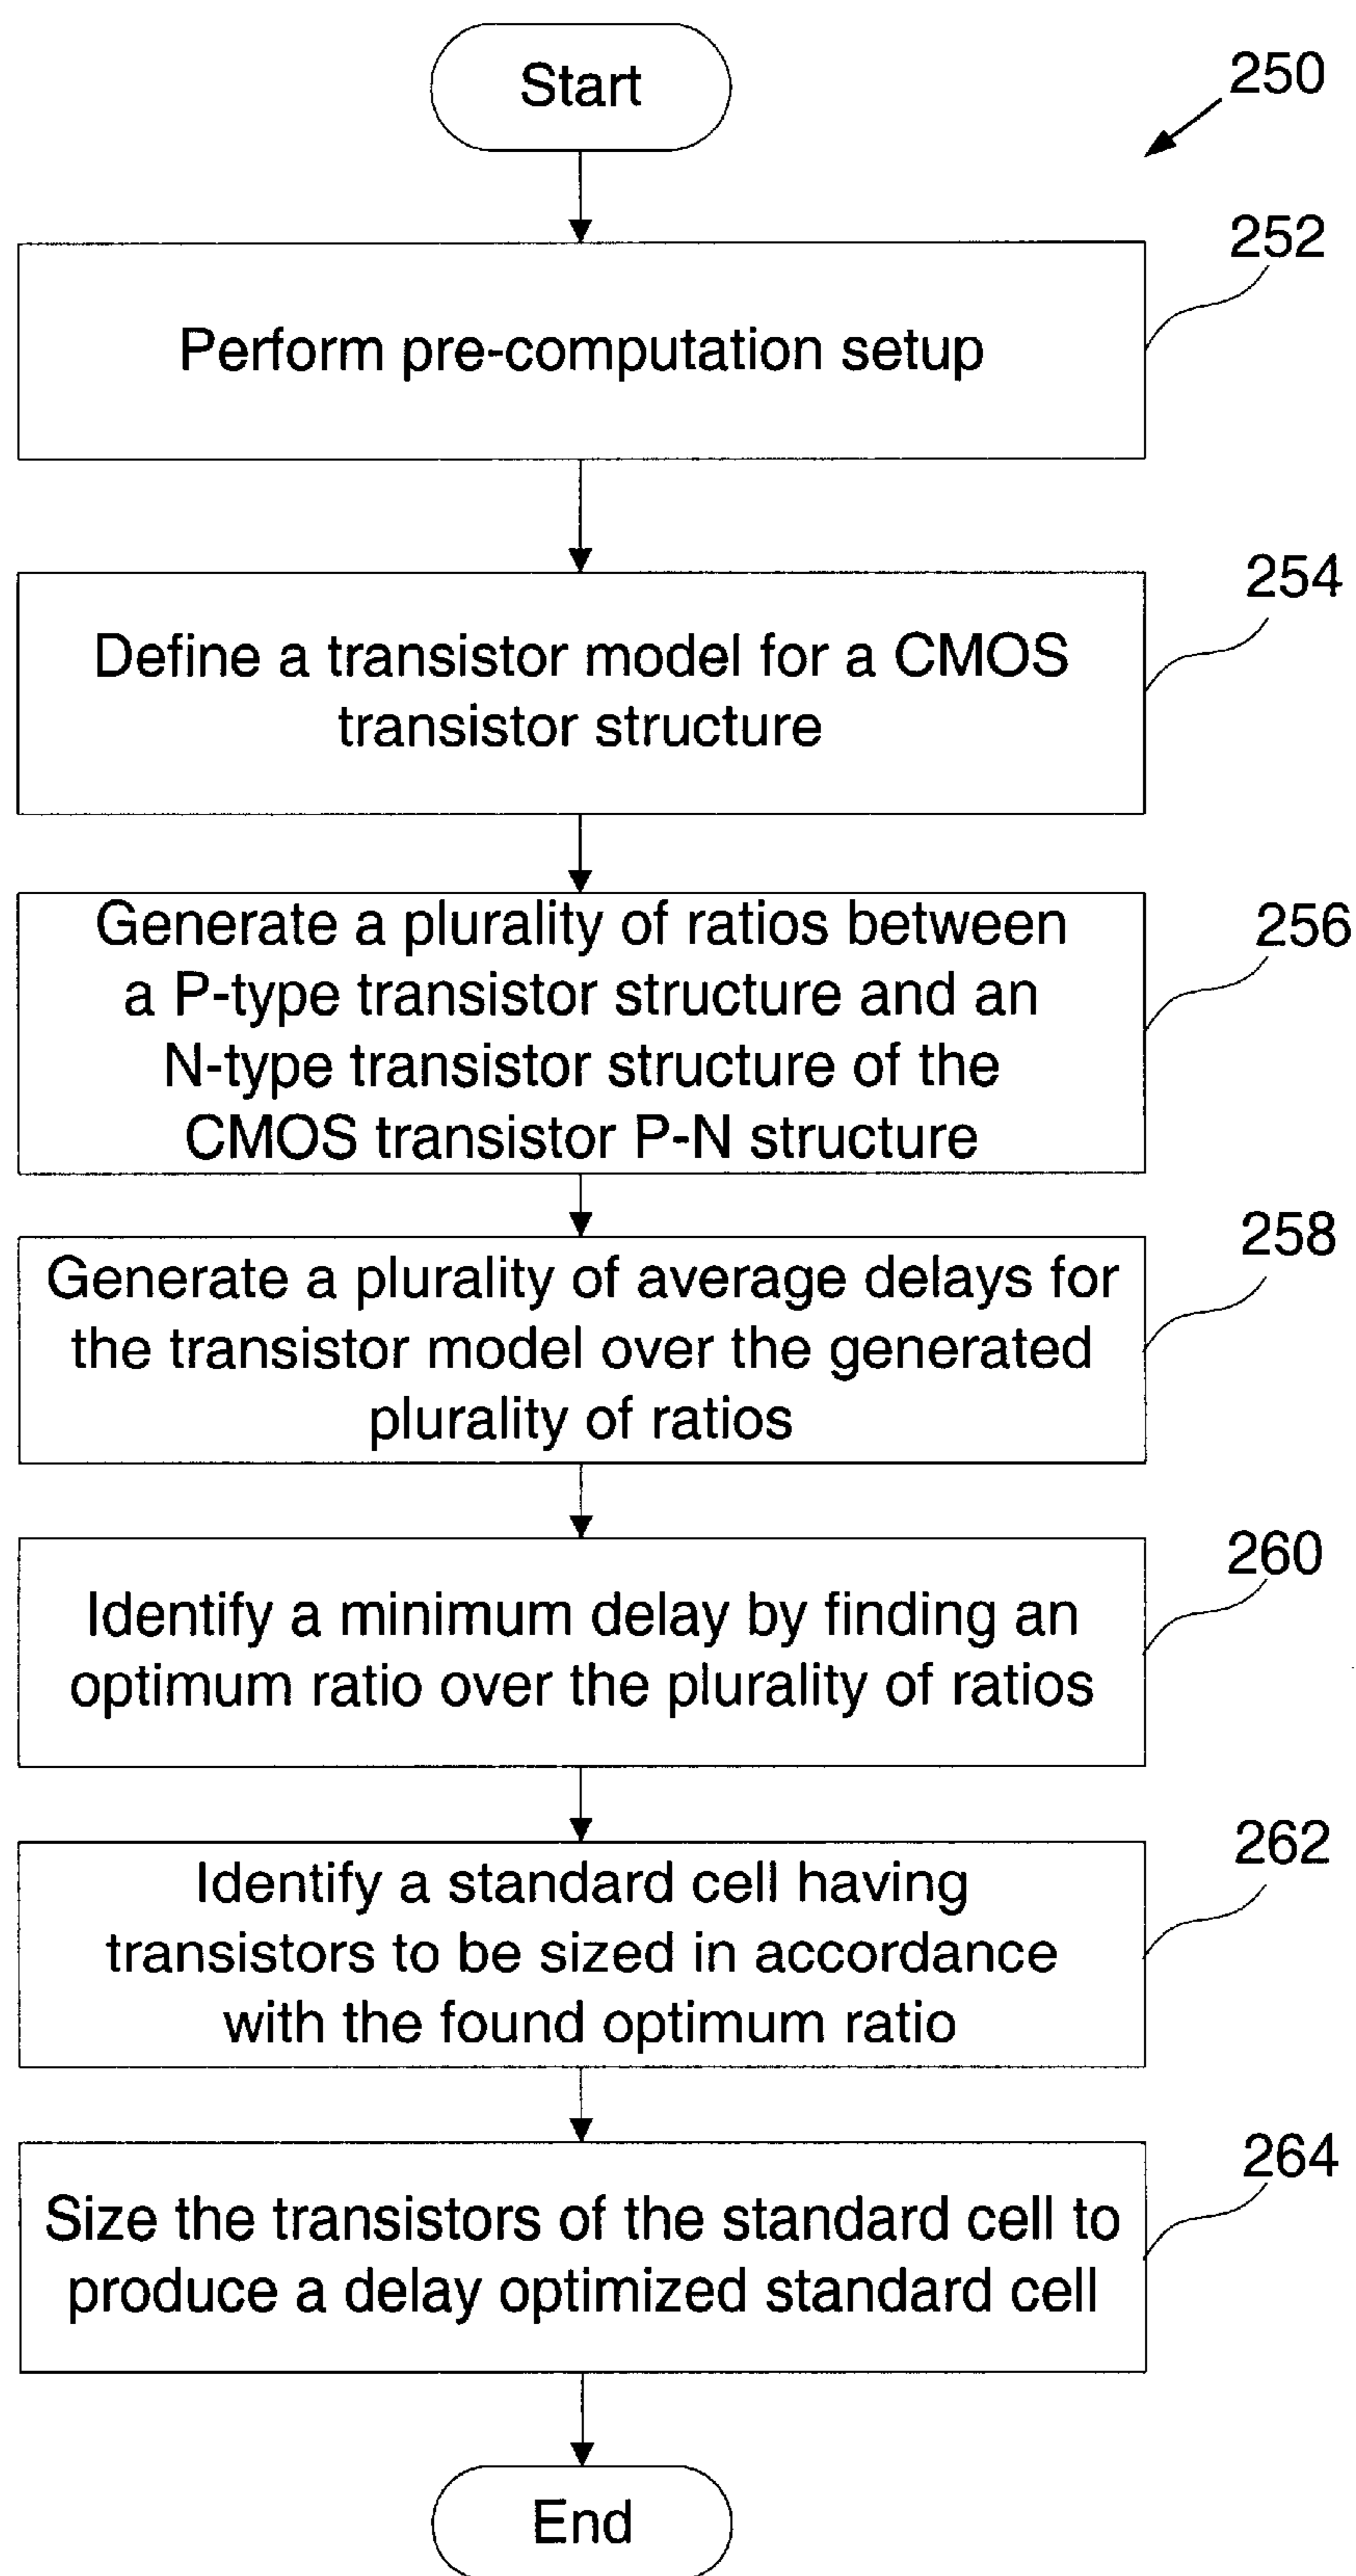 Start
250
252
Perform pre-computation setup
254
Define a transistor model for a CMOS
transistor structure
256
Generate a plurality of ratios between
a P-type transistor structure and an
N-type transistor structure of the
CMOS transistor P-N structure
258
Generate a plurality of average delays for
the transistor model over the generated
plurality of ratios
260
Identify a minimum delay by finding an
optimum ratio over the plurality of ratios
262
Identify a standard cell having
transistors to be sized in accordance
with the found optimum ratio
264
Size the transistors of the standard cell to
produce a delay optimized standard cell
End